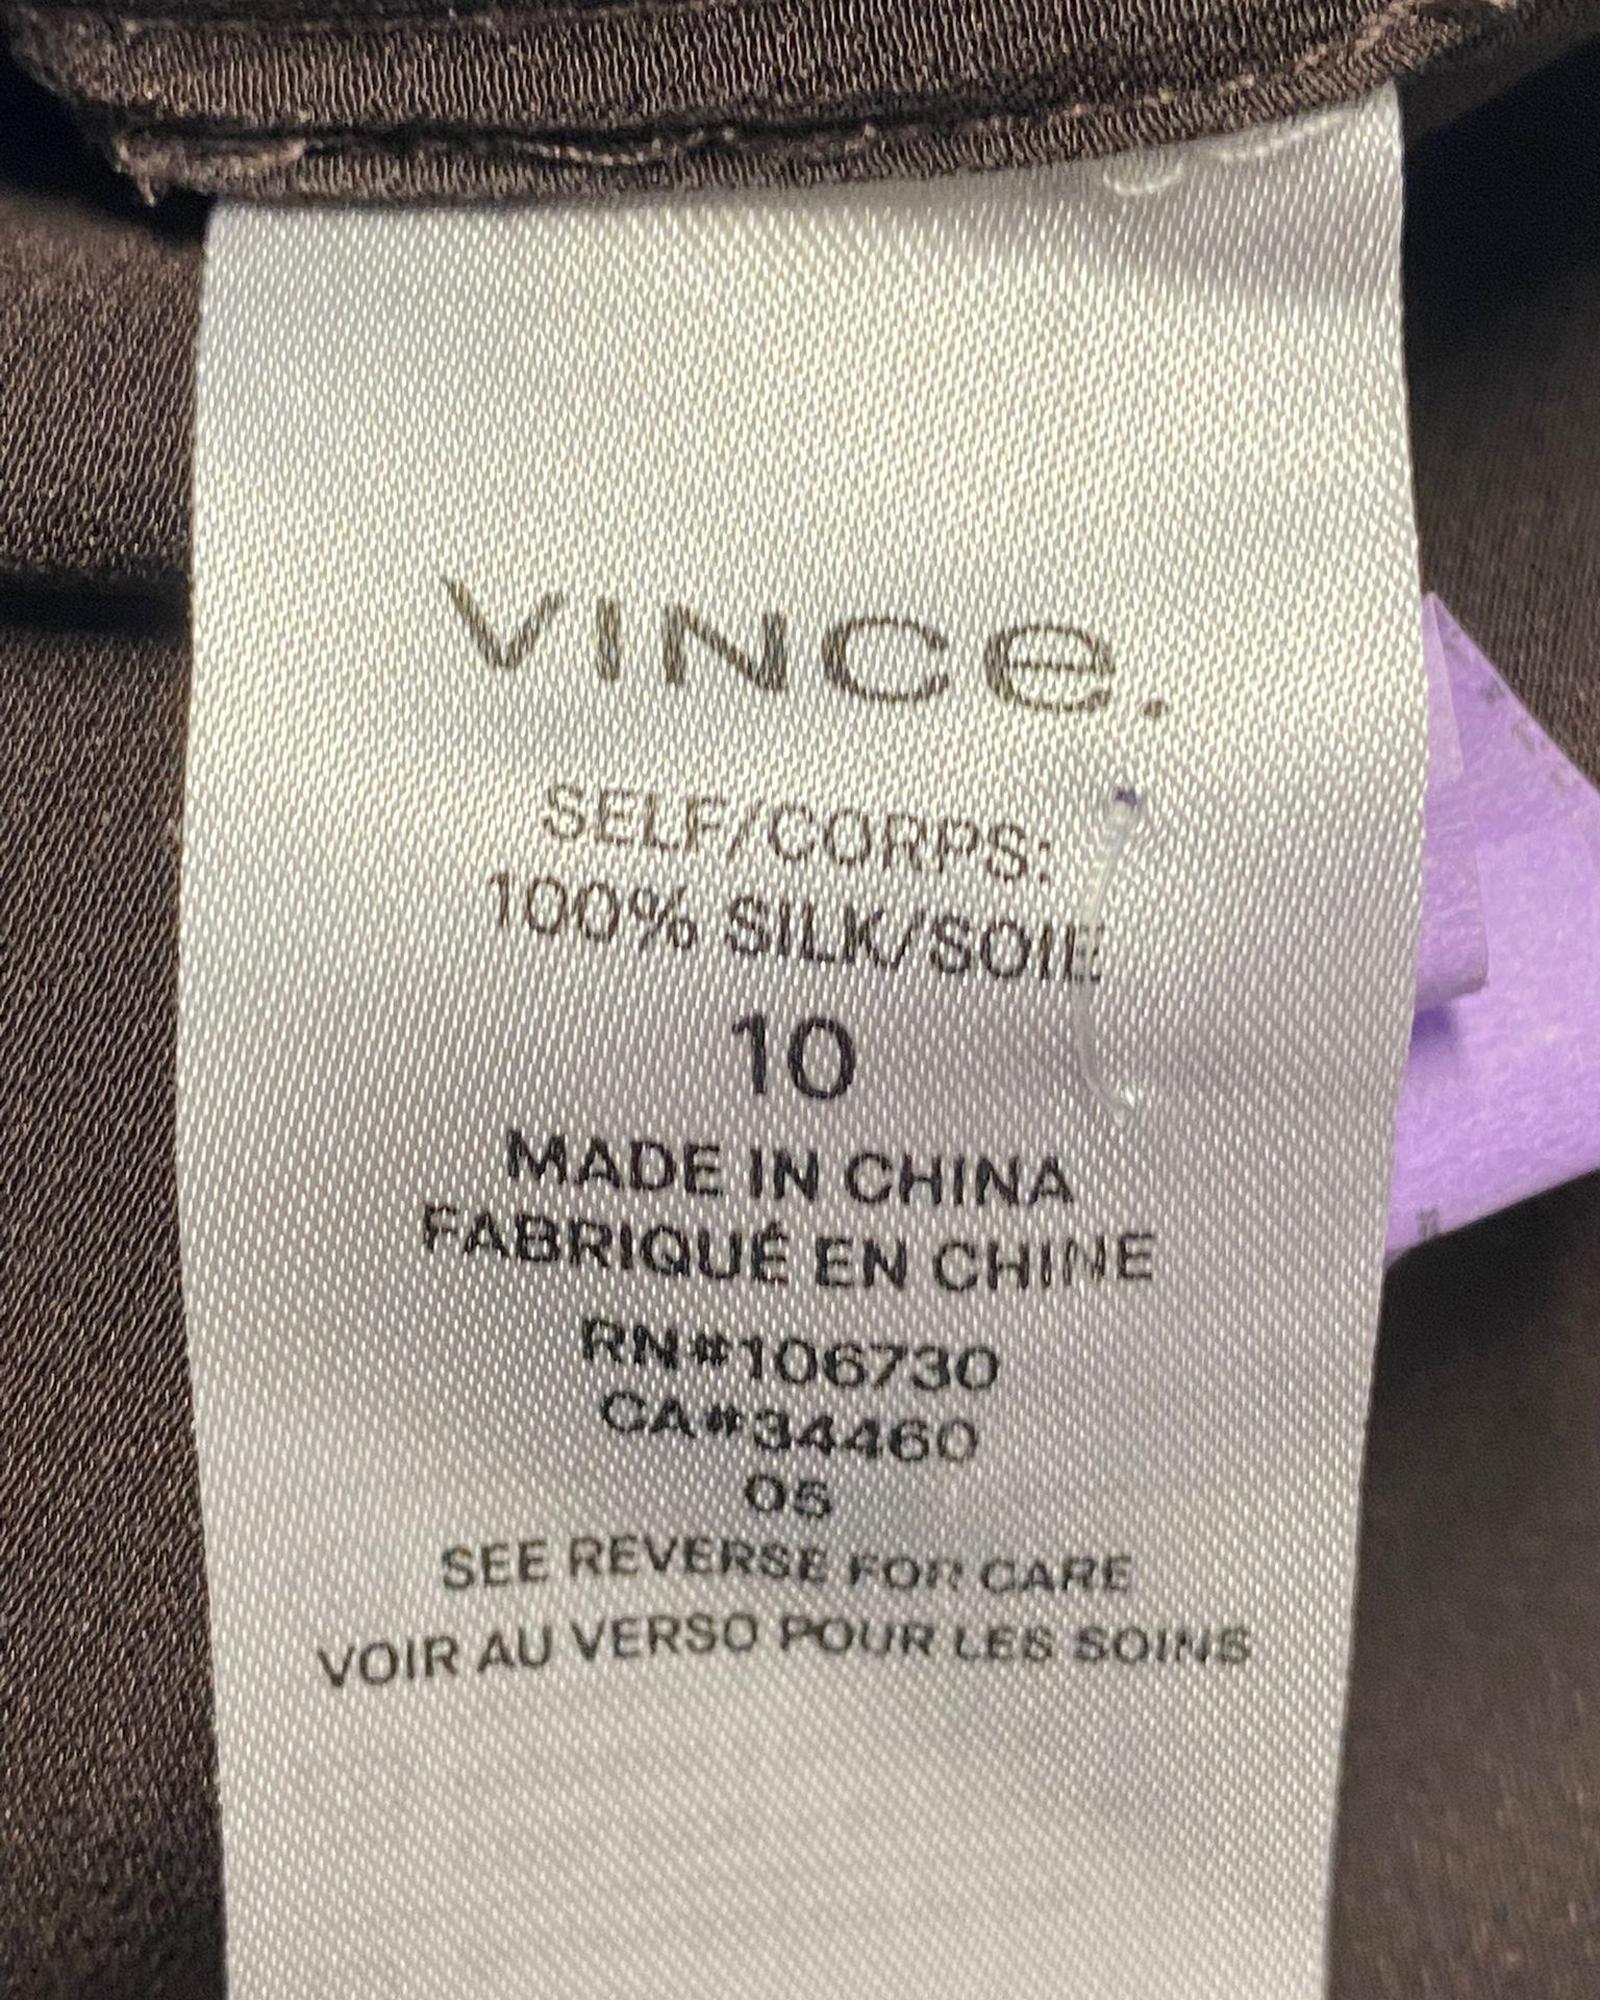 VINCe.
SELF/CORPS:
100% SILK/SOIE
10
MADE IN CHINA
FABRIQUÉ EN CHINE
RN#106730
CA#34460
05
SEE REVERSE FOR CARE
VOIR AU VERSO POUR LES SOINS